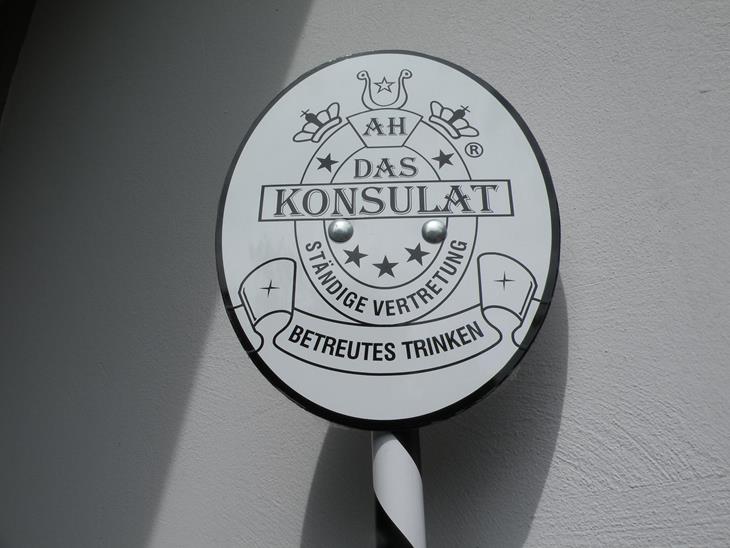 AH
®
DAS
KONSULAT
STÄNDIGE VERTRETUNG
BETREUTES TRINKEN